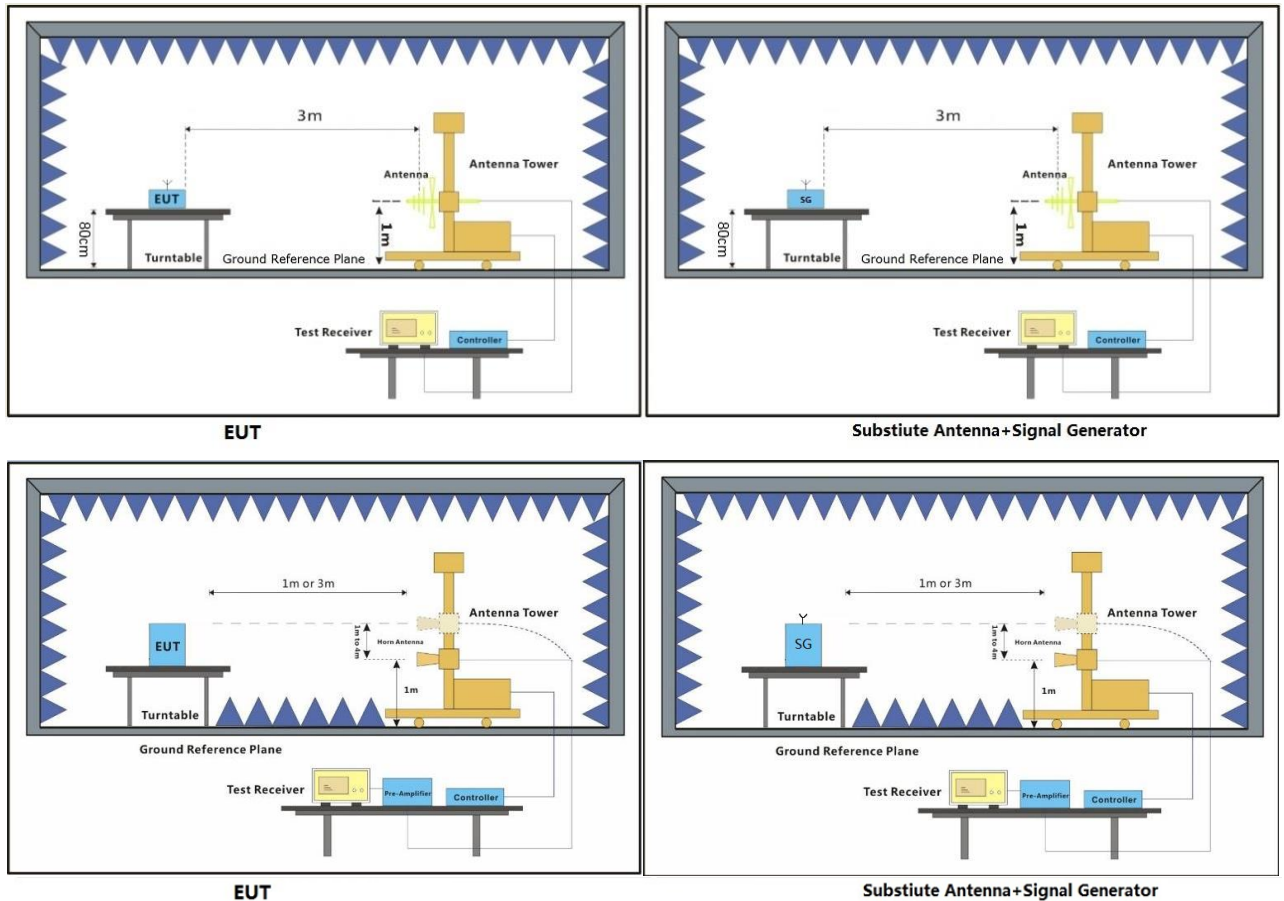 3m
Antenna
Antenna Tower
EUT
80cm
1m
Turntable
Ground Reference Plane
Test Receiver
Controller
EUT
3m
Antenna
Antenna Tower
SG
80cm
1m
Turntable
Ground Reference Plane
Test Receiver
Controller
Substiute Antenna+Signal Generator
1m or 3m
Antenna Tower
1m to 4m
Horn Antenna
EUT
1m
Turntable
Ground Reference Plane
Test Receiver
Pre-Amplifier
Controller
EUT
1m or 3m
Antenna Tower
1m to 4m
Horn Antenna
SG
1m
Turntable
Ground Reference Plane
Test Receiver
Pre-Amplifier
Controller
Substiute Antenna+Signal Generator